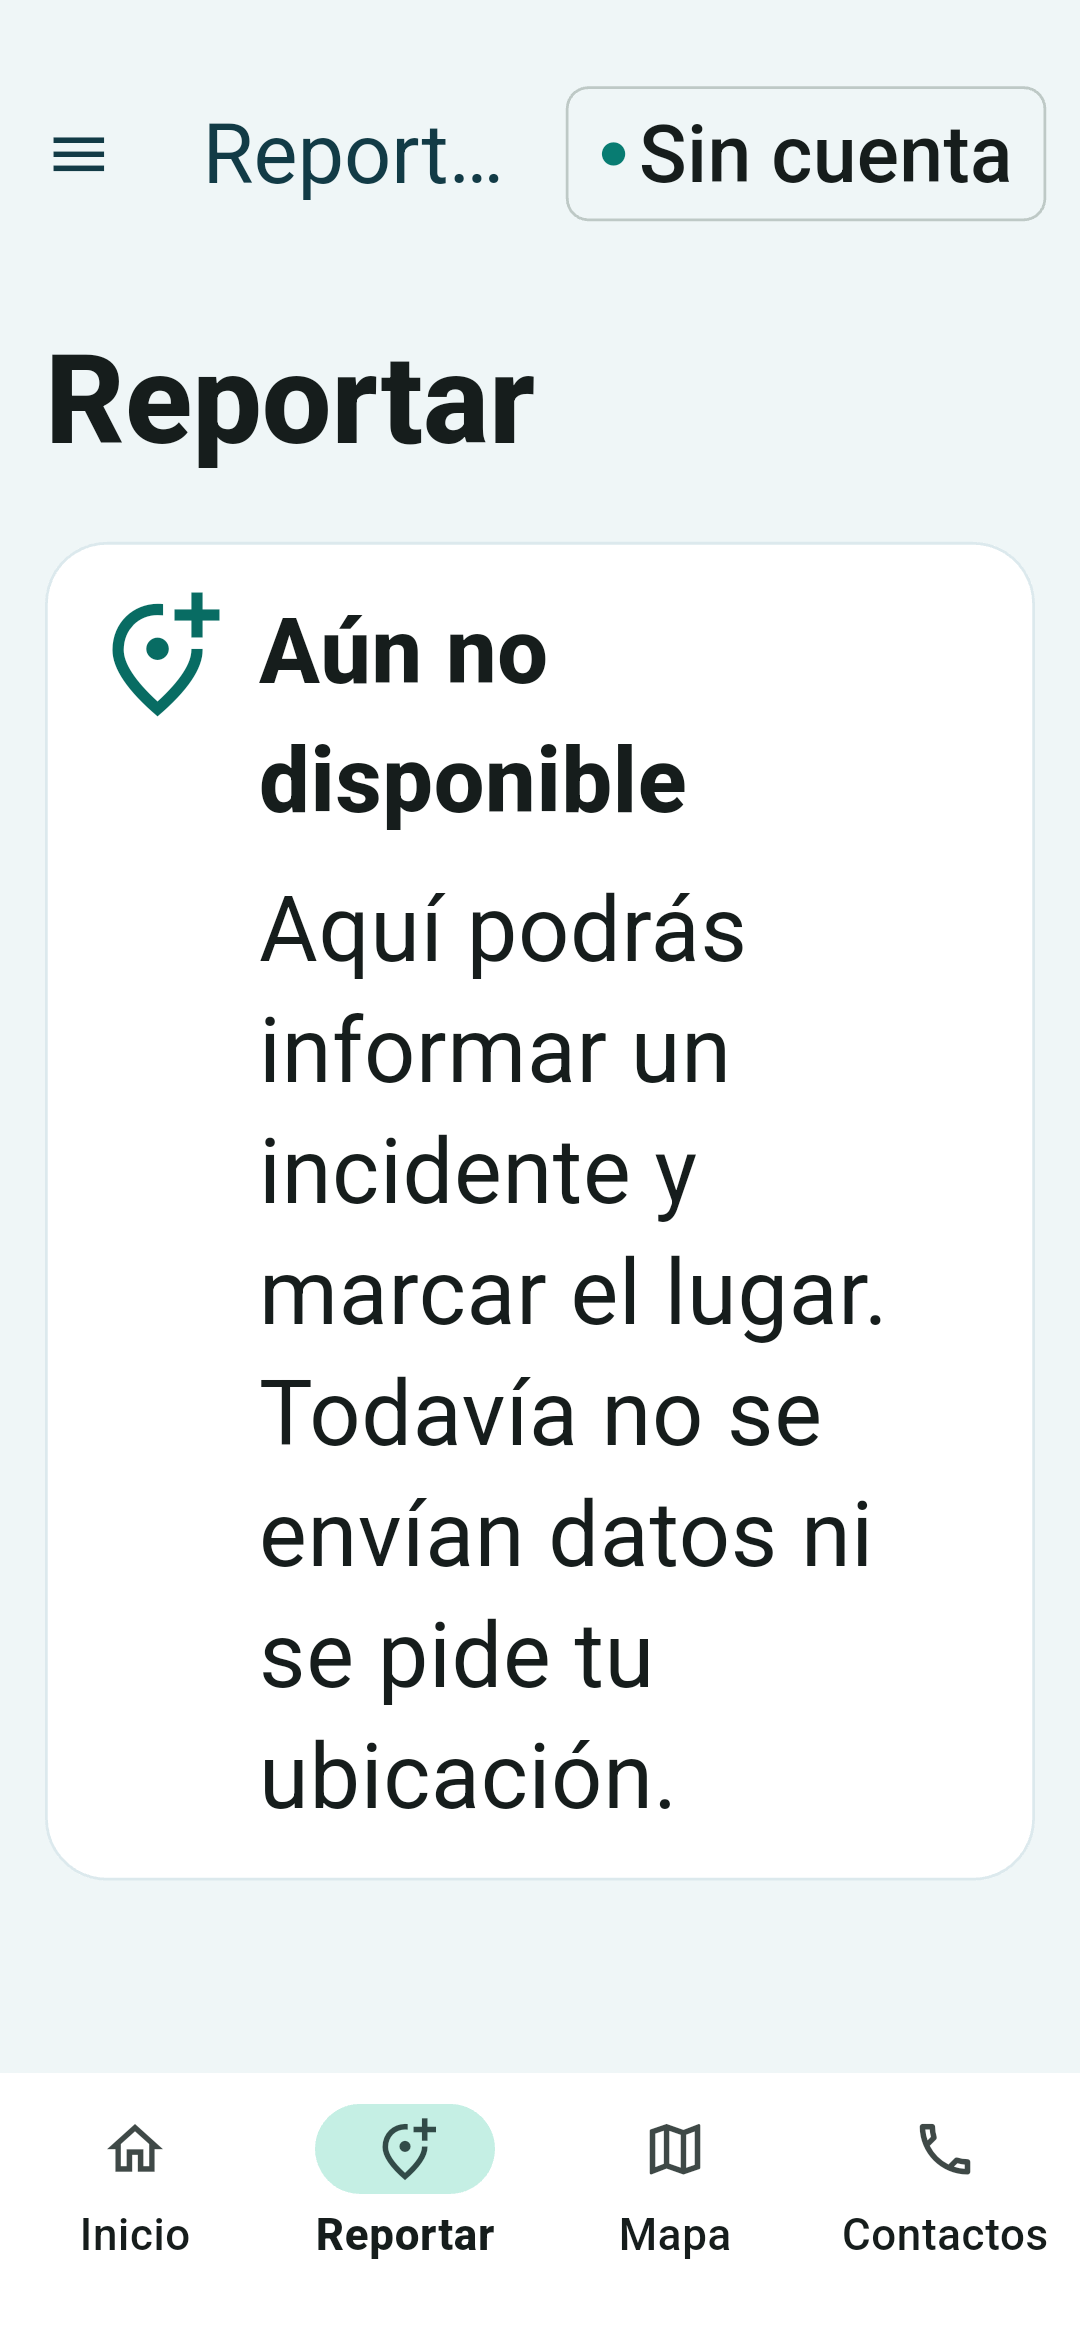 Report...
Sin cuenta
Reportar
Aún no
disponible
Aquí podrás
informar un
incidente y
marcar el lugar.
Todavía no se
envían datos ni
se pide tu
ubicación.
Inicio
Reportar
Mapa
Contactos